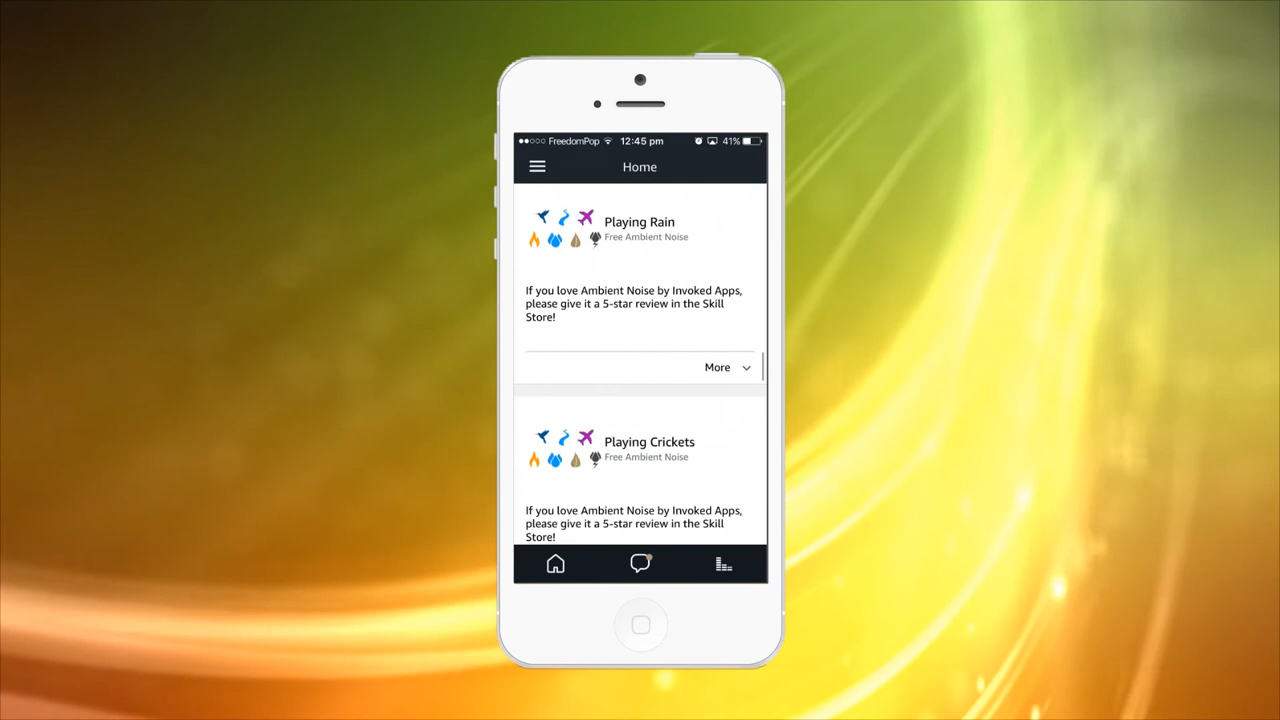 FreedomPop 12:45 pm 41%
Home
Playing Rain
Free Ambient Noise
If you love Ambient Noise by Invoked Apps,
please give it a 5-star review in the Skill
Store!
More
Playing Crickets
Free Ambient Noise
If you love Ambient Noise by Invoked Apps,
please give it a 5-star review in the Skill
Store!